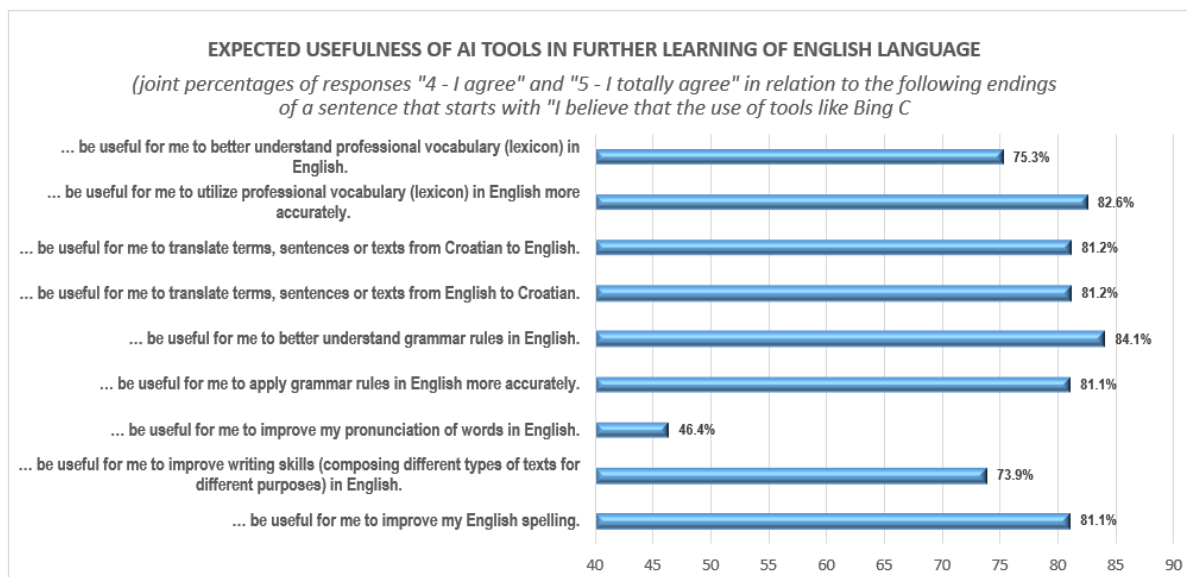 EXPECTED USEFULNESS OF AI TOOLS IN FURTHER LEARNING OF ENGLISH LANGUAGE
(joint percentages of responses "4 - I agree" and "5 - I totally agree" in relation to the following endings
of a sentence that starts with "I believe that the use of tools like Bing C
... be useful for me to better understand professional vocabulary (lexicon) in
English.
75.3%
... be useful for me to utilize professional vocabulary (lexicon) in English more
accurately.
82.6%
... be useful for me to translate terms, sentences or texts from Croatian to English.
81.2%
... be useful for me to translate terms, sentences or texts from English to Croatian.
81.2%
... be useful for me to better understand grammar rules in English.
84.1%
... be useful for me to apply grammar rules in English more accurately.
81.1%
... be useful for me to improve my pronunciation of words in English.
46.4%
... be useful for me to improve writing skills (composing different types of texts for
different purposes) in English.
73.9%
... be useful for me to improve my English spelling.
81.1%
40 45 50 55 60 65 70 75 80 85 90